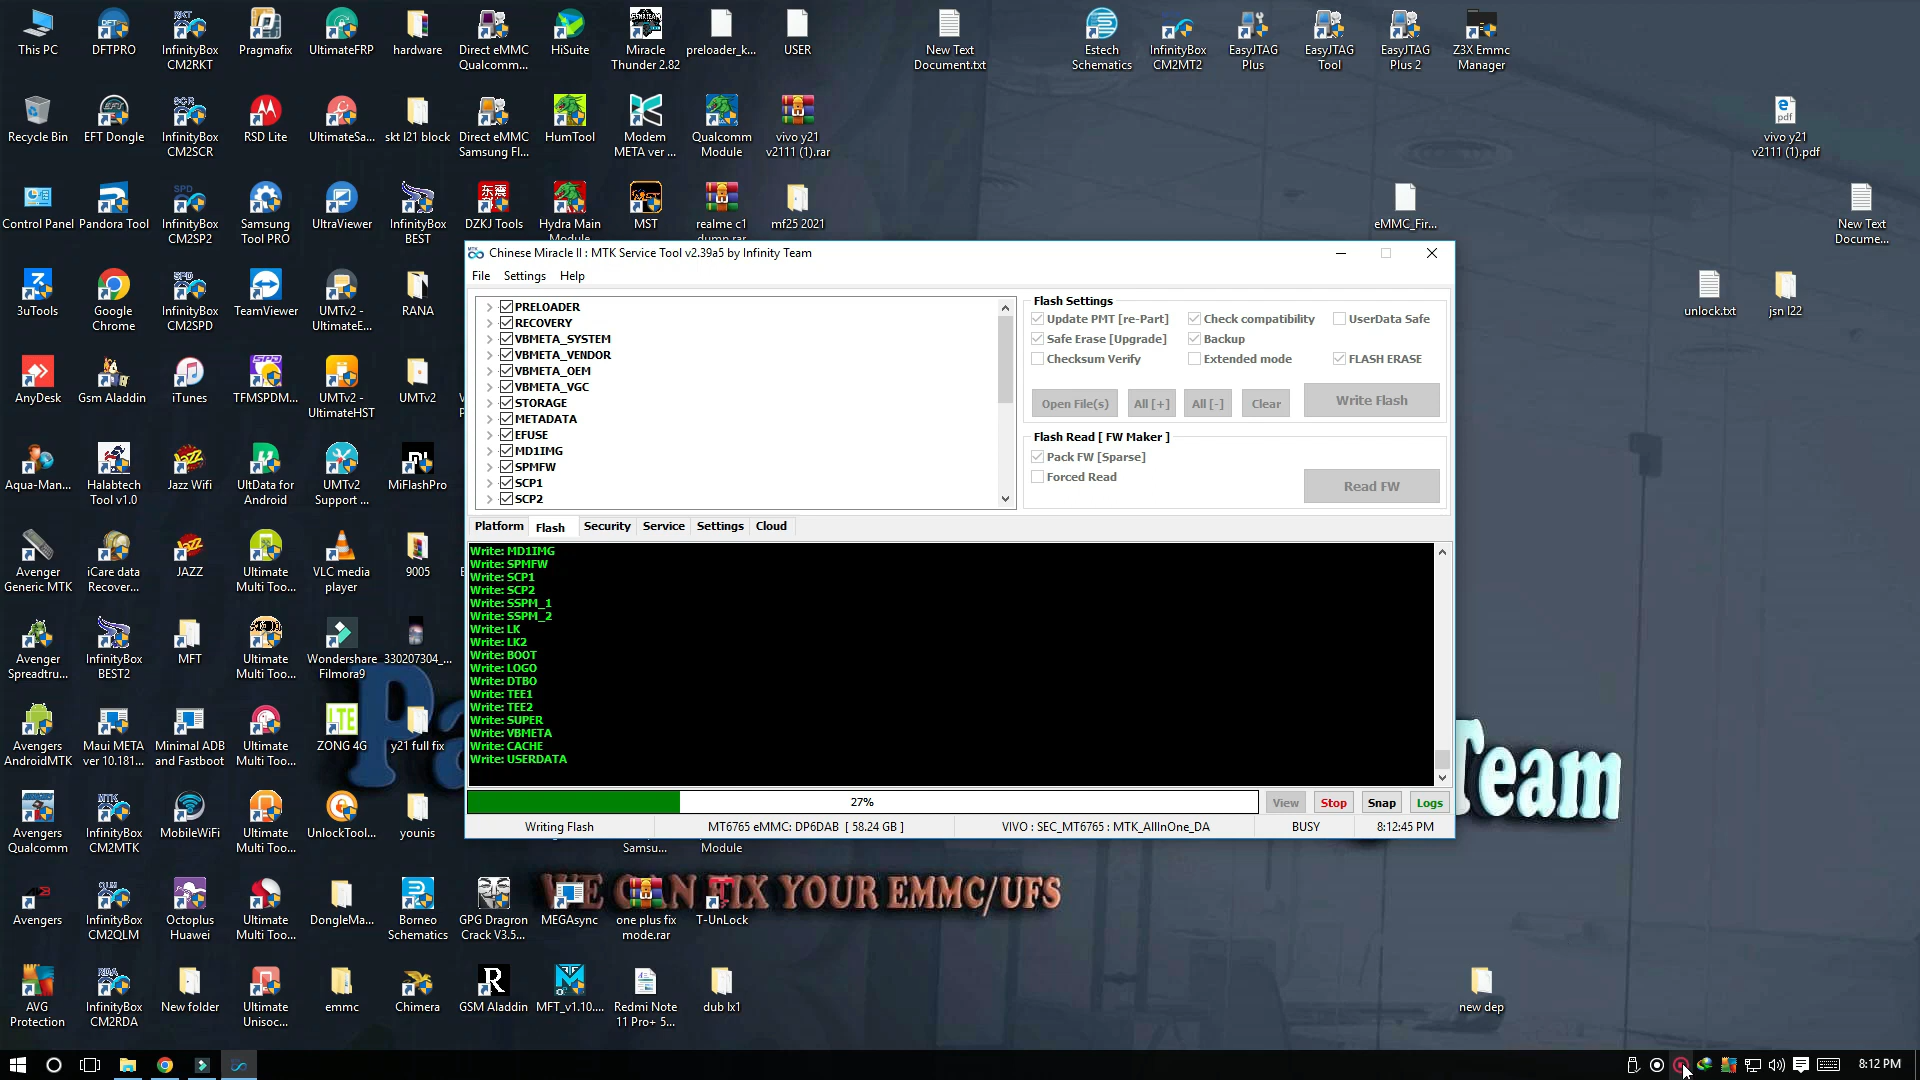 This PC
DFTPRO
InfinityBox
CM2RKT
Pragmafix
UltimateFRP
hardware
Direct eMMC
Qualcomm...
HiSuite
Miracle
Thunder 2.82
preloader_k...
USER
New Text
Document.txt
Estech
Schematics
InfinityBox
CM2MT2
EasyJTAG
Plus
EasyJTAG
Tool
EasyJTAG
Plus 2
Z3X Emmc
Manager
Recycle Bin
EFT Dongle
InfinityBox
CM2SCR
RSD Lite
UltimateSa...
skt l21 block
Direct eMMC
Samsung Fl...
HumTool
Modem
META ver ...
Qualcomm
Module
vivo y21
v2111 (1).rar
vivo y21
v2111 (1).pdf
Control Panel
Pandora Tool
InfinityBox
CM2SP2
Samsung
Tool PRO
UltraViewer
InfinityBox
BEST
DZKJ Tools
Hydra Main
Module
MST
realme c1
dump.rar
mf25 2021
eMMC_Fir...
New Text
Docume...
Chinese Miracle II : MTK Service Tool v2.39a5 by Infinity Team
File Settings Help
3uTools
Google
Chrome
InfinityBox
CM2SPD
TeamViewer
UMTv2 -
UltimateE...
RANA
unlock.txt
jsn l22
PRELOADER
RECOVERY
VBMETA_SYSTEM
VBMETA_VENDOR
VBMETA_OEM
VBMETA_VGC
STORAGE
METADATA
EFUSE
MD1IMG
SPMFW
SCP1
SCP2
Flash Settings
Update PMT [re-Part] Check compatibility UserData Safe
Safe Erase [Upgrade] Backup
Checksum Verify Extended mode FLASH ERASE
Open File(s) All [+] All [-] Clear Write Flash
Flash Read [ FW Maker ]
Pack FW [Sparse]
Forced Read
Read FW
Platform Flash Security Service Settings Cloud
AnyDesk
Gsm Aladdin
iTunes
TFMSPDM...
UMTv2 -
UltimateHST
UMTv2
Aqua-Man...
Halabtech
Tool v1.0
Jazz Wifi
UltData for
Android
UMTv2
Support ...
MiFlashPro
Write: MD1IMG
Write: SPMFW
Write: SCP1
Write: SCP2
Write: SSPM_1
Write: SSPM_2
Write: LK
Write: LK2
Write: BOOT
Write: LOGO
Write: DTBO
Write: TEE1
Write: TEE2
Write: SUPER
Write: VBMETA
Write: CACHE
Write: USERDATA
27% View Stop Snap Logs
Writing Flash MT6765 eMMC: DP6DAB [ 58.24 GB ] VIVO : SEC_MT6765 : MTK_AllInOne_DA BUSY 8:12:45 PM
Avenger
Generic MTK
iCare data
Recover...
JAZZ
Ultimate
Multi Too...
VLC media
player
9005
Avenger
Spreadtru...
InfinityBox
BEST2
MFT
Ultimate
Multi Too...
Wondershare
Filmora9
330207304_...
Avengers
AndroidMTK
Maui META
ver 10.181...
Minimal ADB
and Fastboot
Ultimate
Multi Too...
ZONG 4G
y21 full fix
Pa
Team
Avengers
Qualcomm
InfinityBox
CM2MTK
MobileWiFi
Ultimate
Multi Too...
UnlockTool...
younis
Samsu...
Module
WE CAN FIX YOUR EMMC/UFS
Avengers
InfinityBox
CM2QLM
Octoplus
Huawei
Ultimate
Multi Too...
DongleMa...
Borneo
Schematics
GPG Dragron
Crack V3.5...
MEGAsync
one plus fix
mode.rar
T-UnLock
AVG
Protection
InfinityBox
CM2RDA
New folder
Ultimate
Unisoc...
emmc
Chimera
GSM Aladdin
MFT_v1.10....
Redmi Note
11 Pro+ 5...
dub lx1
new dep
8:12 PM